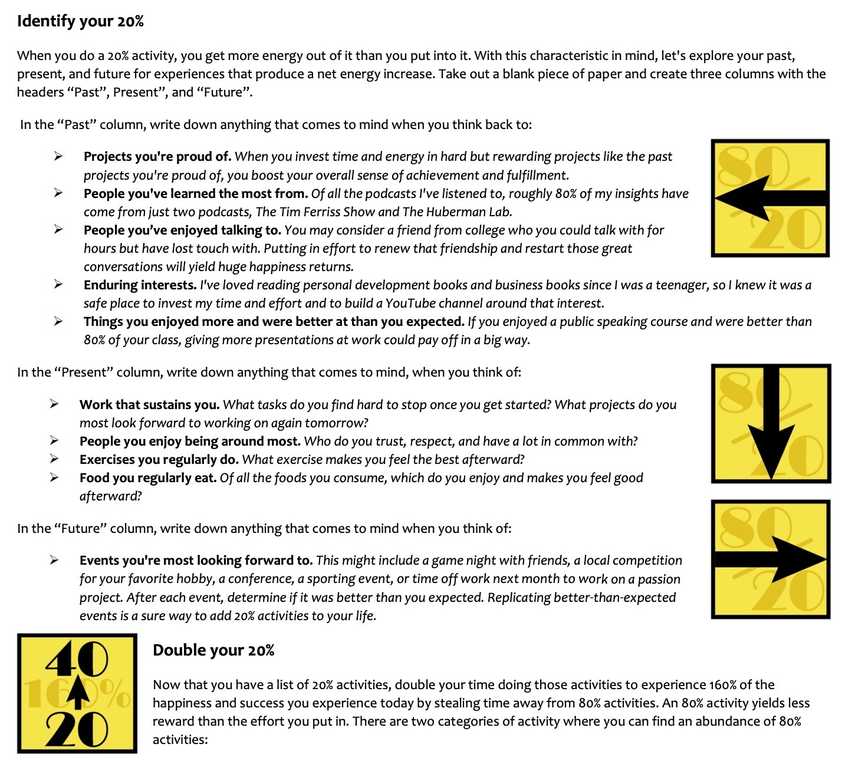 Identify your 20%
When you do a 20% activity, you get more energy out of it than you put into it. With this characteristic in mind, let's explore your past,
present, and future for experiences that produce a net energy increase. Take out a blank piece of paper and create three columns with the
headers “Past”, Present”, and “Future”.
In the “Past” column, write down anything that comes to mind when you think back to:
➢ Projects you're proud of. When you invest time and energy in hard but rewarding projects like the past
projects you're proud of, you boost your overall sense of achievement and fulfillment.
➢ People you've learned the most from. Of all the podcasts I've listened to, roughly 80% of my insights have
come from just two podcasts, The Tim Ferriss Show and The Huberman Lab.
➢ People you’ve enjoyed talking to. You may consider a friend from college who you could talk with for
hours but have lost touch with. Putting in effort to renew that friendship and restart those great
conversations will yield huge happiness returns.
➢ Enduring interests. I've loved reading personal development books and business books since I was a teenager, so I knew it was a
safe place to invest my time and effort and to build a YouTube channel around that interest.
➢ Things you enjoyed more and were better at than you expected. If you enjoyed a public speaking course and were better than
80% of your class, giving more presentations at work could pay off in a big way.
80/20
In the “Present” column, write down anything that comes to mind, when you think of:
➢ Work that sustains you. What tasks do you find hard to stop once you get started? What projects do you
most look forward to working on again tomorrow?
➢ People you enjoy being around most. Who do you trust, respect, and have a lot in common with?
➢ Exercises you regularly do. What exercise makes you feel the best afterward?
➢ Food you regularly eat. Of all the foods you consume, which do you enjoy and makes you feel good
afterward?
80/20
In the “Future” column, write down anything that comes to mind when you think of:
➢ Events you're most looking forward to. This might include a game night with friends, a local competition
for your favorite hobby, a conference, a sporting event, or time off work next month to work on a passion
project. After each event, determine if it was better than you expected. Replicating better-than-expected
events is a sure way to add 20% activities to your life.
80/20
40
160%
20
Double your 20%
Now that you have a list of 20% activities, double your time doing those activities to experience 160% of the
happiness and success you experience today by stealing time away from 80% activities. An 80% activity yields less
reward than the effort you put in. There are two categories of activity where you can find an abundance of 80%
activities: